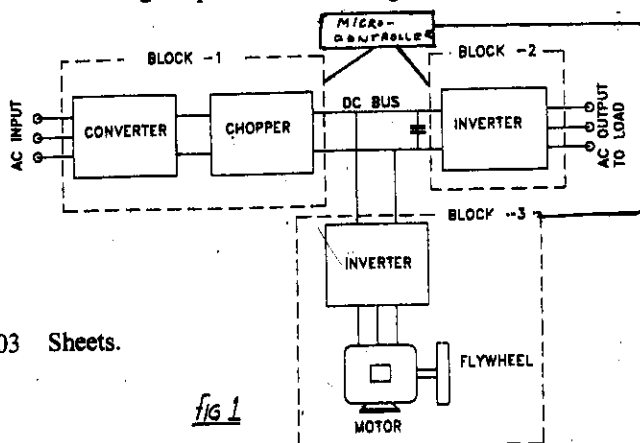 MICRO-
CONTROLLER
BLOCK -1
BLOCK -2
AC INPUT
CONVERTER
CHOPPER
DC BUS
INVERTER
AC OUTPUT
TO LOAD
BLOCK -3
INVERTER
03 Sheets.
FLYWHEEL
fIG 1
MOTOR